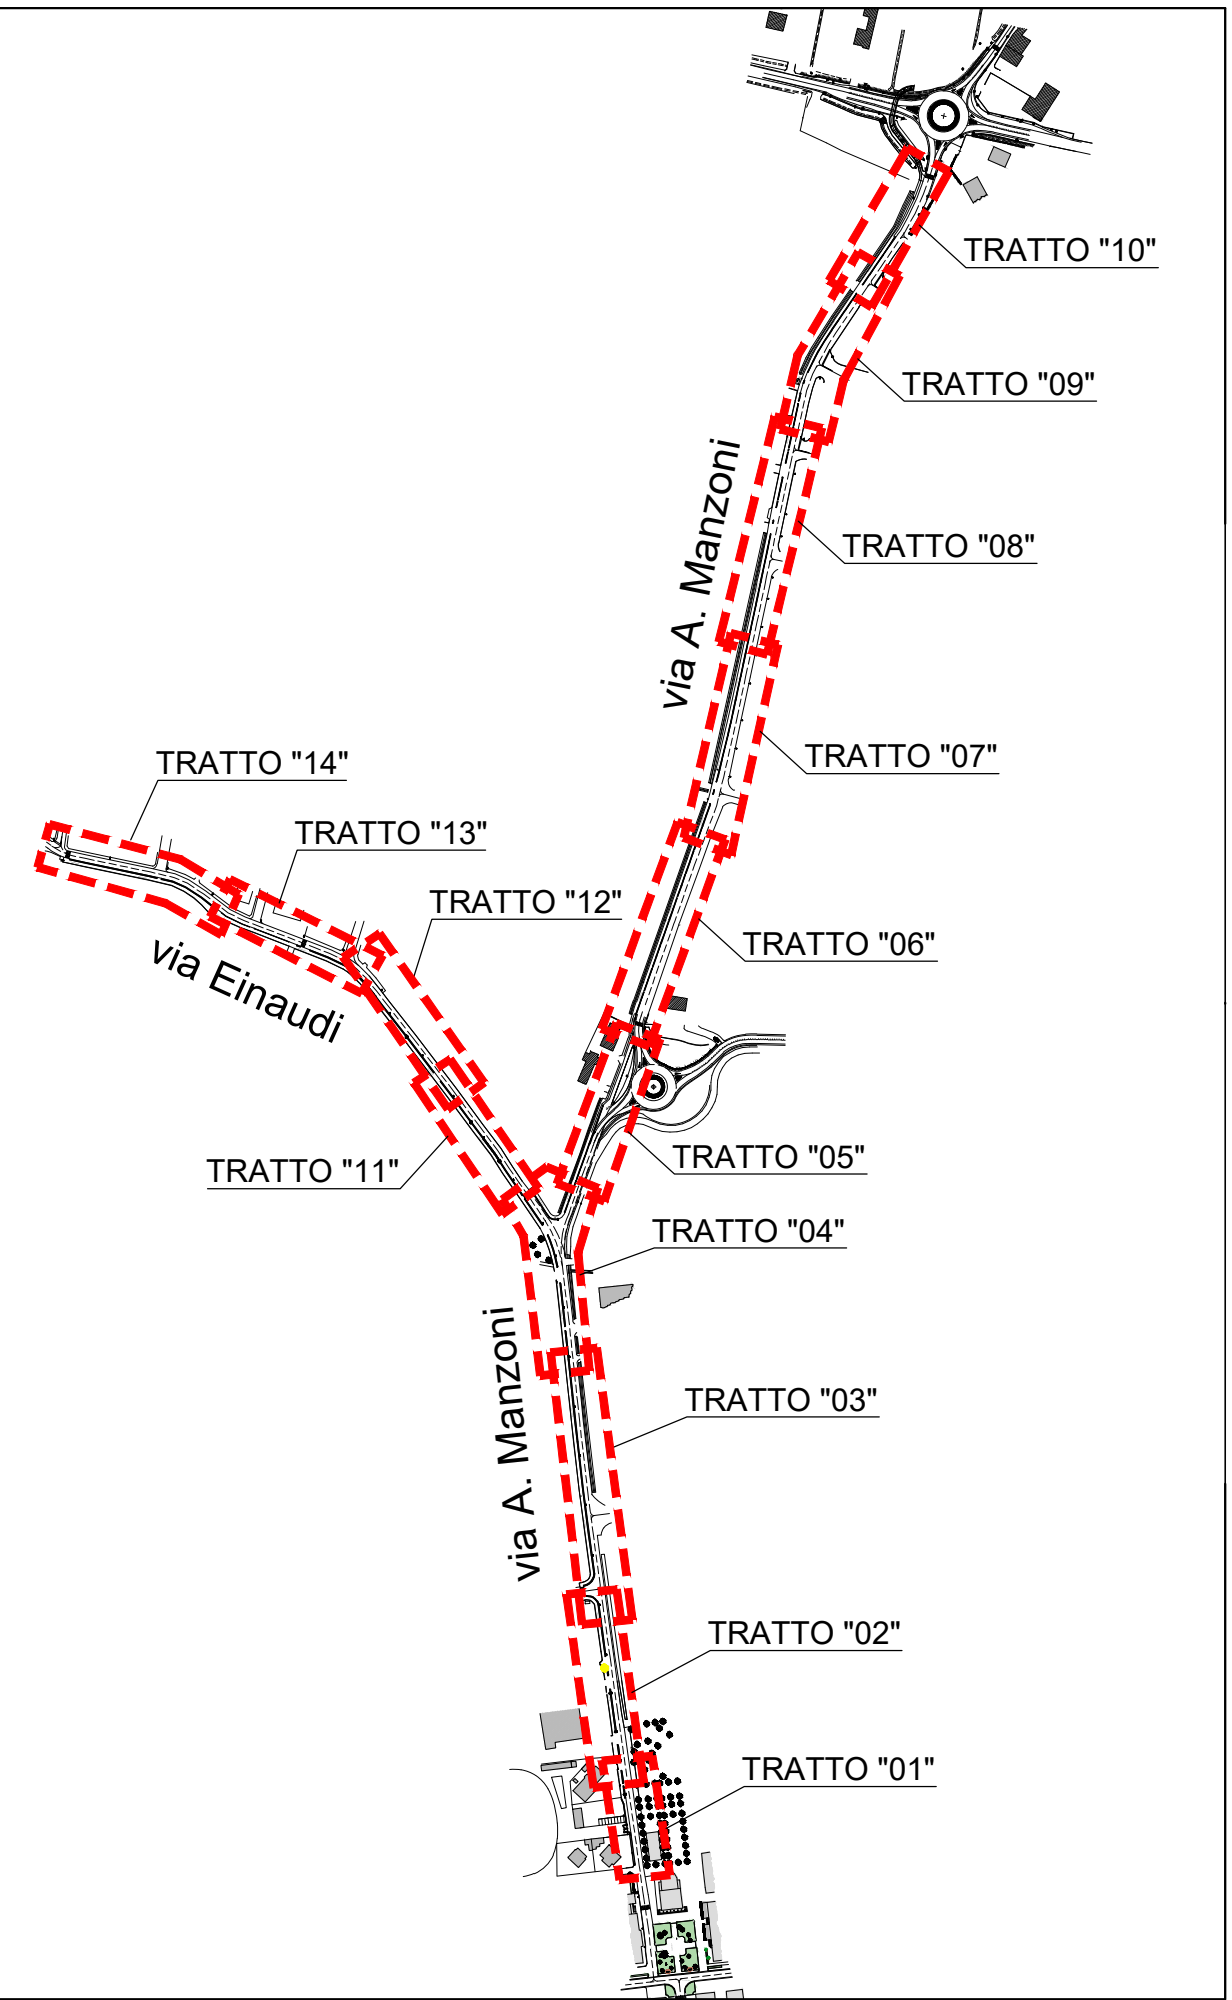 TRATTO "10"
TRATTO "09"
via A. Manzoni
TRATTO "08"
TRATTO "07"
TRATTO "14"
TRATTO "13"
TRATTO "12"
TRATTO "06"
via Einaudi
TRATTO "05"
TRATTO "11"
TRATTO "04"
via A. Manzoni
TRATTO "03"
TRATTO "02"
TRATTO "01"